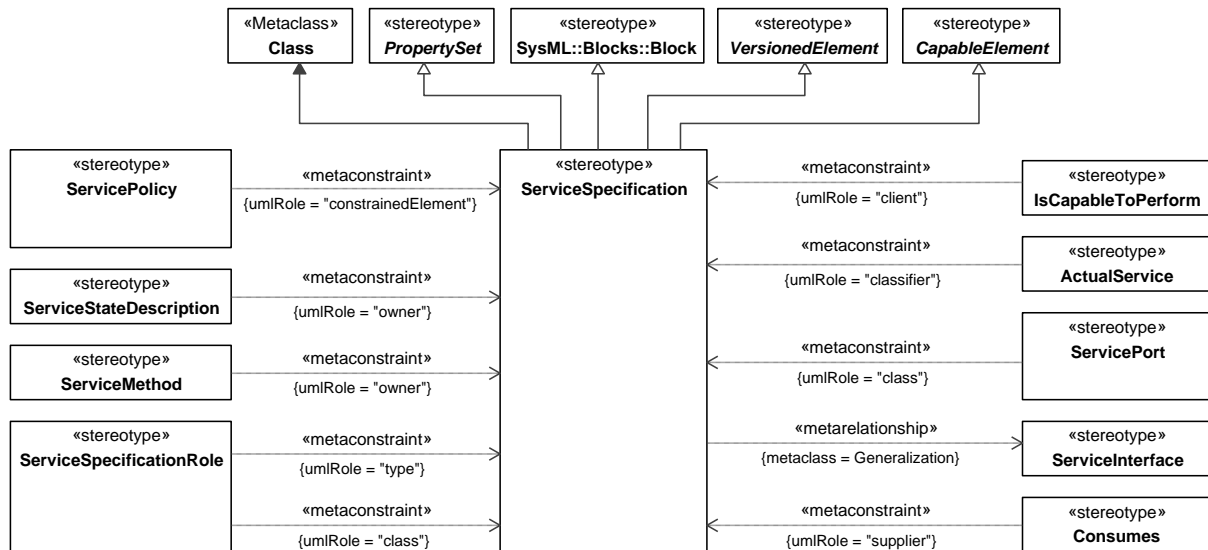 «Metaclass»
Class
«stereotype»
PropertySet
«stereotype»
SysML::Blocks::Block
«stereotype»
VersionedElement
«stereotype»
CapableElement
«stereotype»
ServicePolicy
«metaconstraint»
{umlRole = "constrainedElement"}
«stereotype»
ServiceSpecification
«metaconstraint»
{umlRole = "client"}
«stereotype»
IsCapableToPerform
«stereotype»
ServiceStateDescription
«metaconstraint»
{umlRole = "owner"}
«metaconstraint»
{umlRole = "classifier"}
«stereotype»
ActualService
«stereotype»
ServiceMethod
«metaconstraint»
{umlRole = "owner"}
«metaconstraint»
{umlRole = "class"}
«stereotype»
ServicePort
«stereotype»
ServiceSpecificationRole
«metaconstraint»
{umlRole = "type"}
«metarelationship»
{metaclass = Generalization}
«stereotype»
ServiceInterface
«metaconstraint»
{umlRole = "class"}
«metaconstraint»
{umlRole = "supplier"}
«stereotype»
Consumes